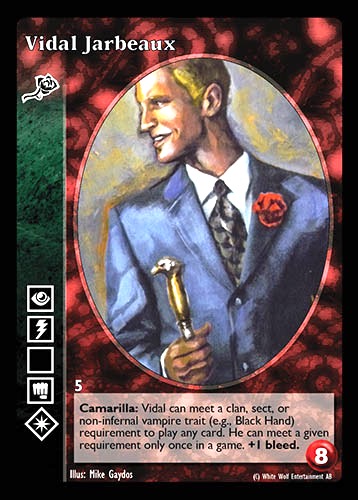 Vidal Jarbeaux
5
Camarilla: Vidal can meet a clan, sect, or
non-infernal vampire trait (e.g., Black Hand)
requirement to play any card. He can meet a given
requirement only once in a game. +1 bleed.
8
Illus: Mike Gaydos
(C) White Wolf Entertainment AB